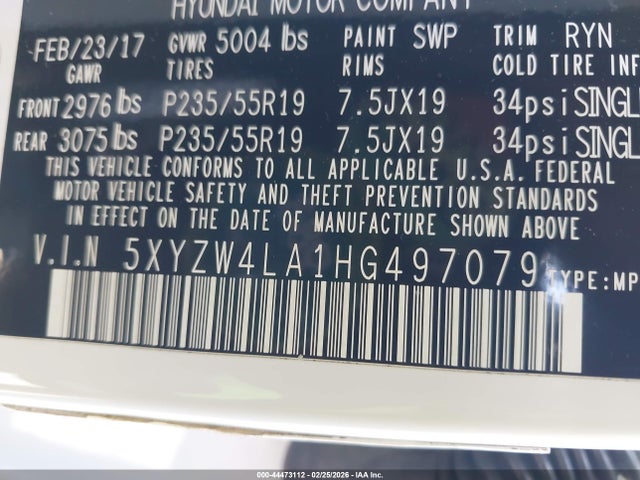 HYUNDAI MOTOR COMPANY
FEB/23/17 GVWR 5004 lbs PAINT SWP TRIM RYN
GAWR TIRES RIMS COLD TIRE
FRONT 2976 lbs P235/55R19 7.5JX19 34psi SINGLE
REAR 3075 lbs P235/55R19 7.5JX19 34psi SINGLE
THIS VEHICLE CONFORMS TO ALL APPLICABLE U.S.A. FEDERAL
MOTOR VEHICLE SAFETY AND THEFT PREVENTION STANDARDS
IN EFFECT ON THE DATE OF MANUFACTURE SHOWN ABOVE
V.I.N 5XYZW4LA1HG497079 TYPE:MP
000-44473112 - 02/25/2026 - IAA Inc.